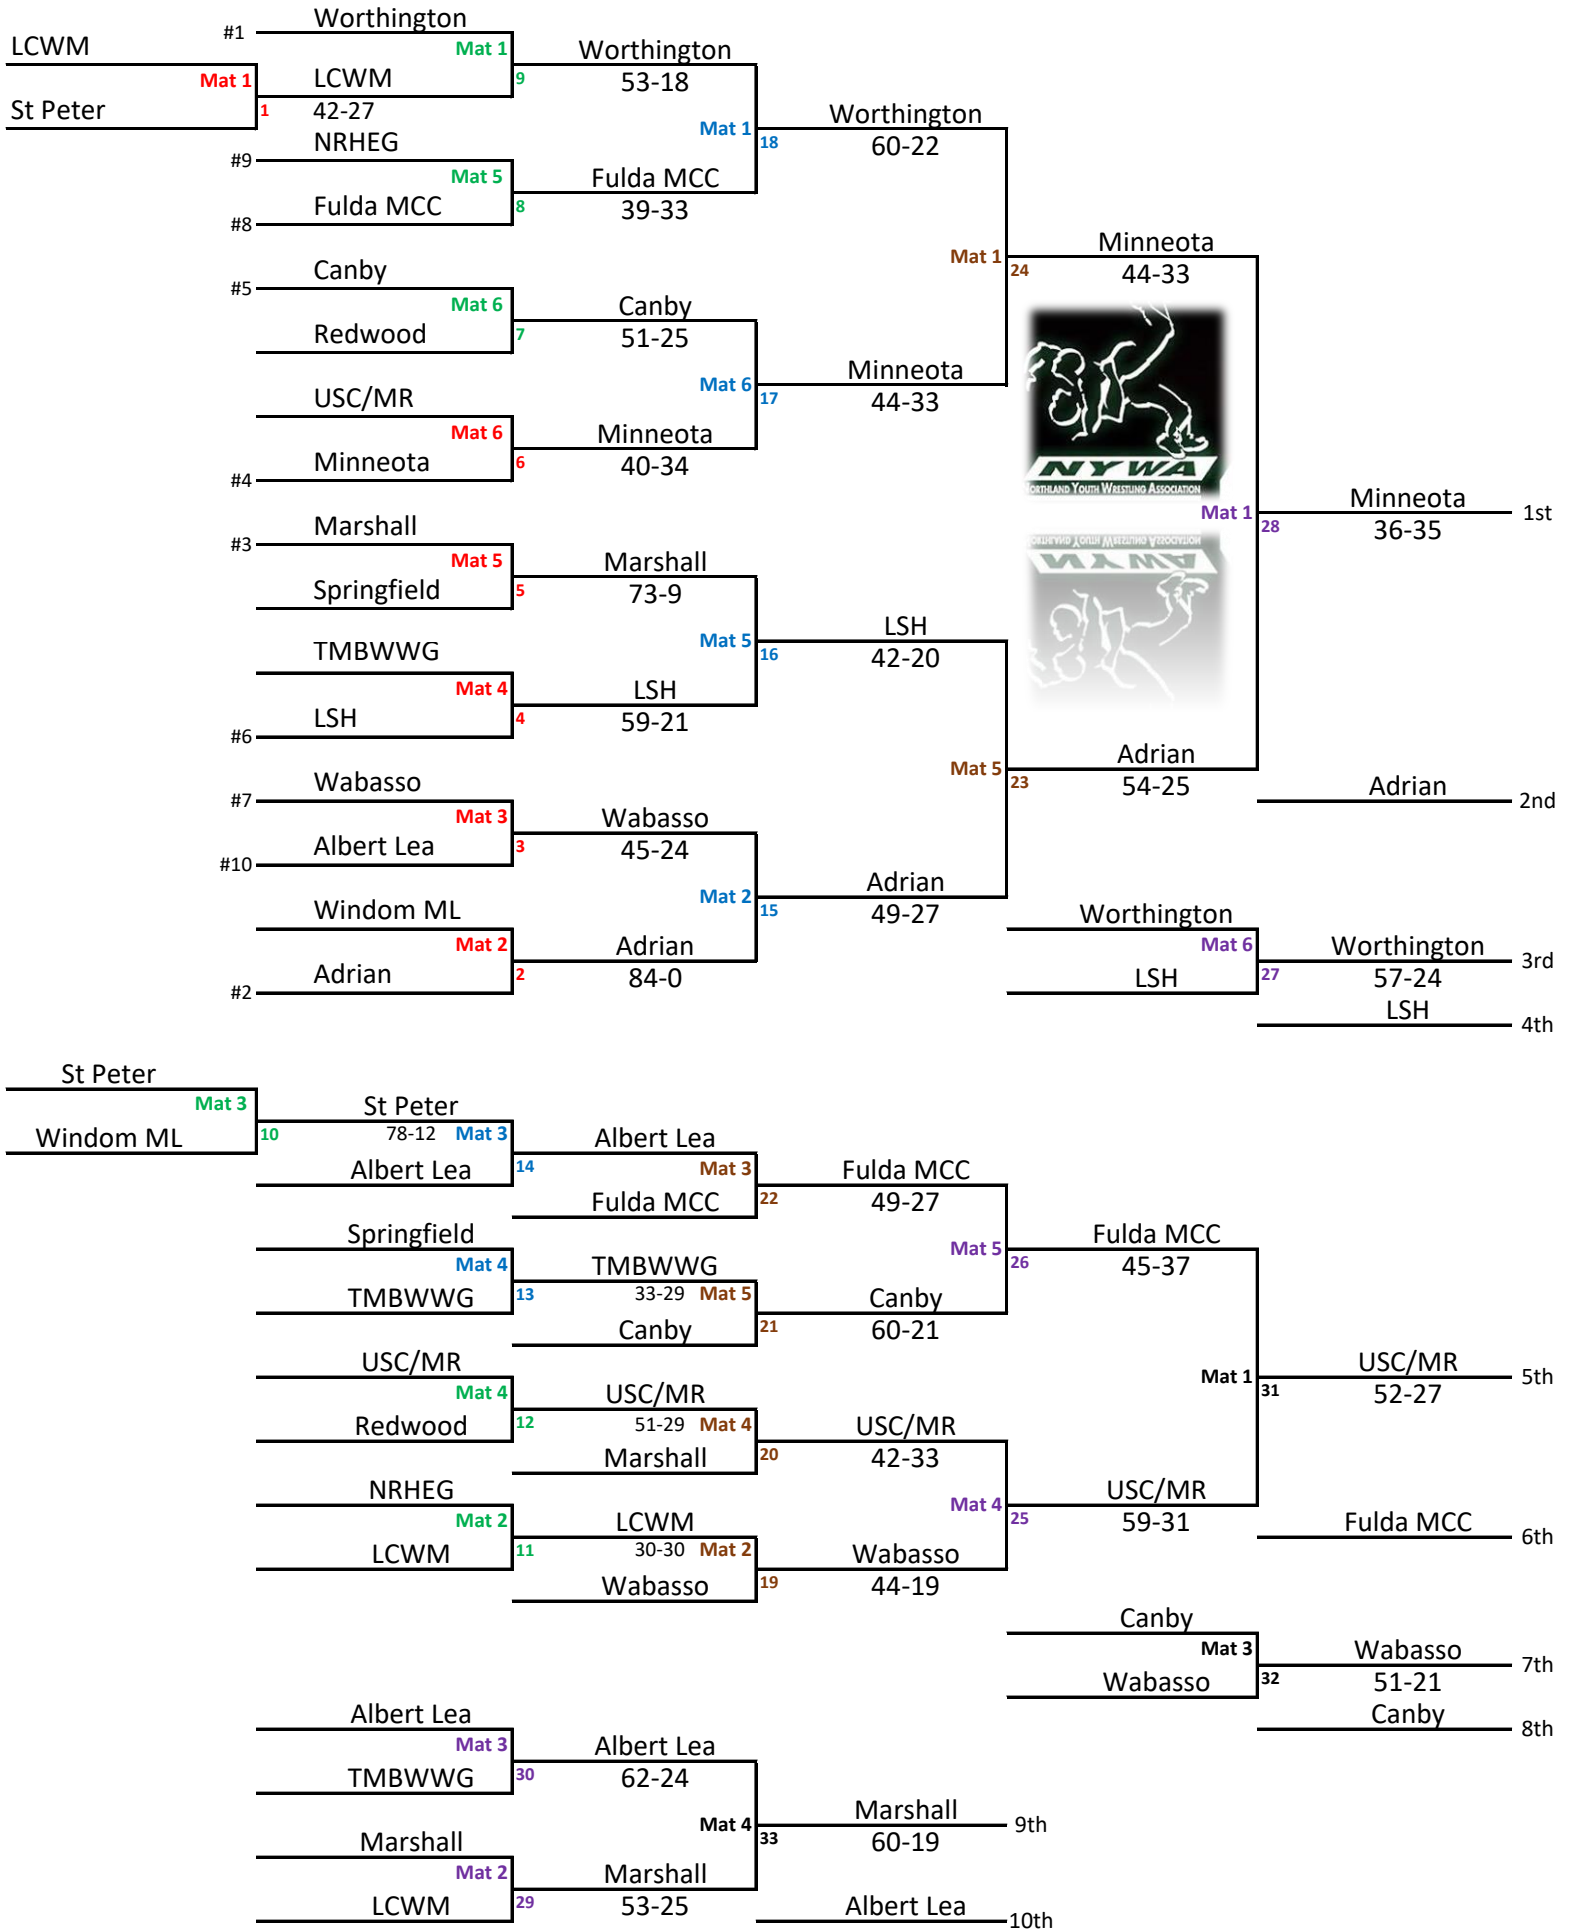 Worthington
#1
LCWM
Mat 1
Worthington
Mat 1
LCWM
9
53-18
St Peter
1
42-27
Mat 1
Worthington
NRHEG
18
60-22
#9
Mat 5
Fulda MCC
Fulda MCC
8
39-33
#8
Minneota
Mat 1
24
44-33
Canby
#5
Mat 6
Canby
Redwood
7
51-25
Mat 6
Minneota
USC/MR
17
44-33
Mat 6
Minneota
Minneota
6
40-34
#4
NYWA
NORTHLAND YOUTH WRESTLING ASSOCIATION
Mat 1
Minneota
1st
28
36-35
Marshall
#3
Mat 5
Marshall
Springfield
5
73-9
Mat 5
LSH
TMBWWG
16
42-20
Mat 4
LSH
LSH
4
59-21
#6
Mat 5
Adrian
23
54-25
Adrian
2nd
Wabasso
#7
Mat 3
Wabasso
Albert Lea
3
45-24
#10
Mat 2
Adrian
15
49-27
Windom ML
Mat 2
Adrian
Adrian
2
84-0
#2
Worthington
Mat 6
Worthington
3rd
LSH
27
57-24
LSH
4th
St Peter
Mat 3
St Peter
Windom ML
10
78-12
Mat 3
Albert Lea
Albert Lea
14
Mat 3
Fulda MCC
Fulda MCC
22
49-27
Springfield
Mat 4
TMBWWG
Mat 5
Fulda MCC
TMBWWG
13
33-29
Mat 5
Canby
26
45-37
Canby
21
60-21
USC/MR
Mat 4
USC/MR
Mat 1
USC/MR
5th
Redwood
12
51-29
Mat 4
USC/MR
31
52-27
Marshall
20
42-33
NRHEG
Mat 2
LCWM
Mat 4
USC/MR
LCWM
11
30-30
Mat 2
Wabasso
25
59-31
Fulda MCC
6th
Wabasso
19
44-19
Canby
Mat 3
Wabasso
7th
Wabasso
32
51-21
Canby
8th
Albert Lea
Mat 3
Albert Lea
TMBWWG
30
62-24
Mat 4
Marshall
9th
Marshall
33
60-19
Mat 2
Marshall
LCWM
29
53-25
Albert Lea
10th